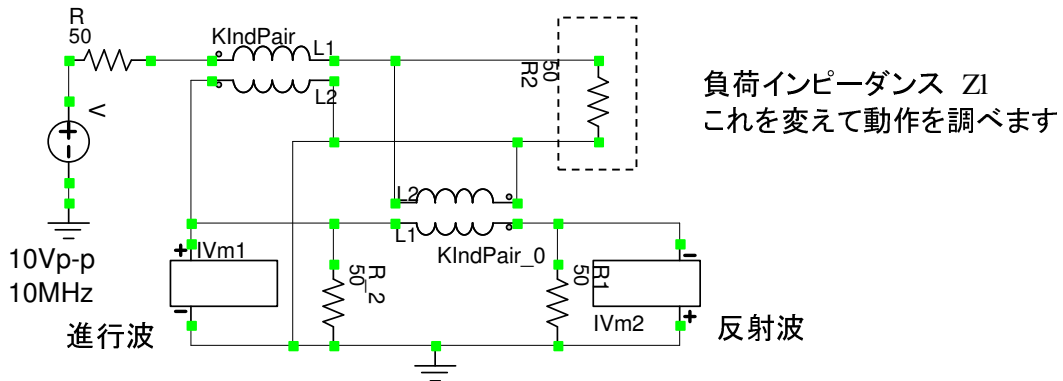 R
50
KIndPair
L1
L2
V
50
R2
負荷インピーダンス Zl
これを変えて動作を調べます
10Vp-p
10MHz
L2
L1
KIndPair_0
IVm1
50
R_2
50
R1
IVm2
進行波
反射波